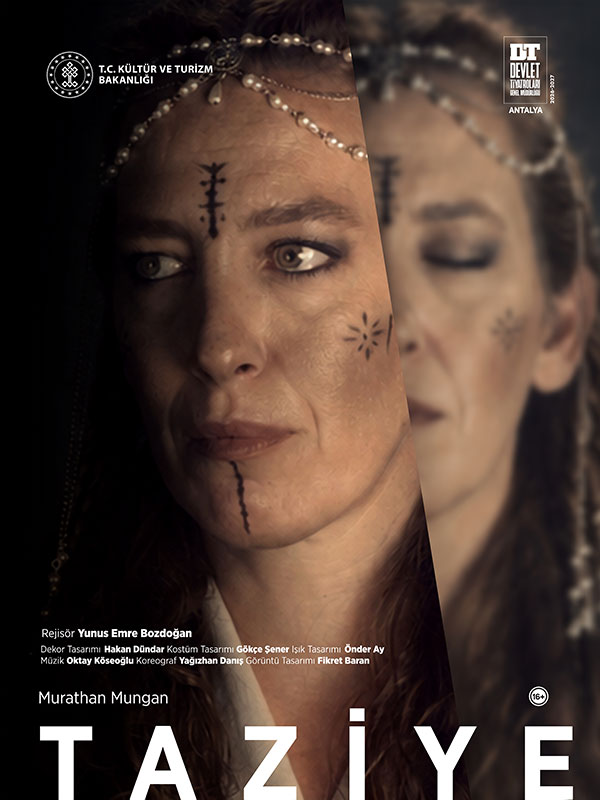 T.C. KÜLTÜR VE TURİZM
BAKANLIĞI
DT
DEVLET
TİYATROLARI
GENEL MÜDÜRLÜĞÜ
ANTALYA
2026-2027
Rejisör Yunus Emre Bozdoğan
Dekor Tasarımı Hakan Dündar Kostüm Tasarımı Gökçe Şener Işık Tasarımı Önder Ay
Müzik Oktay Köseoğlu Koreograf Yağızhan Danış Görüntü Tasarımı Fikret Baran
Murathan Mungan
16+
TAZİYE